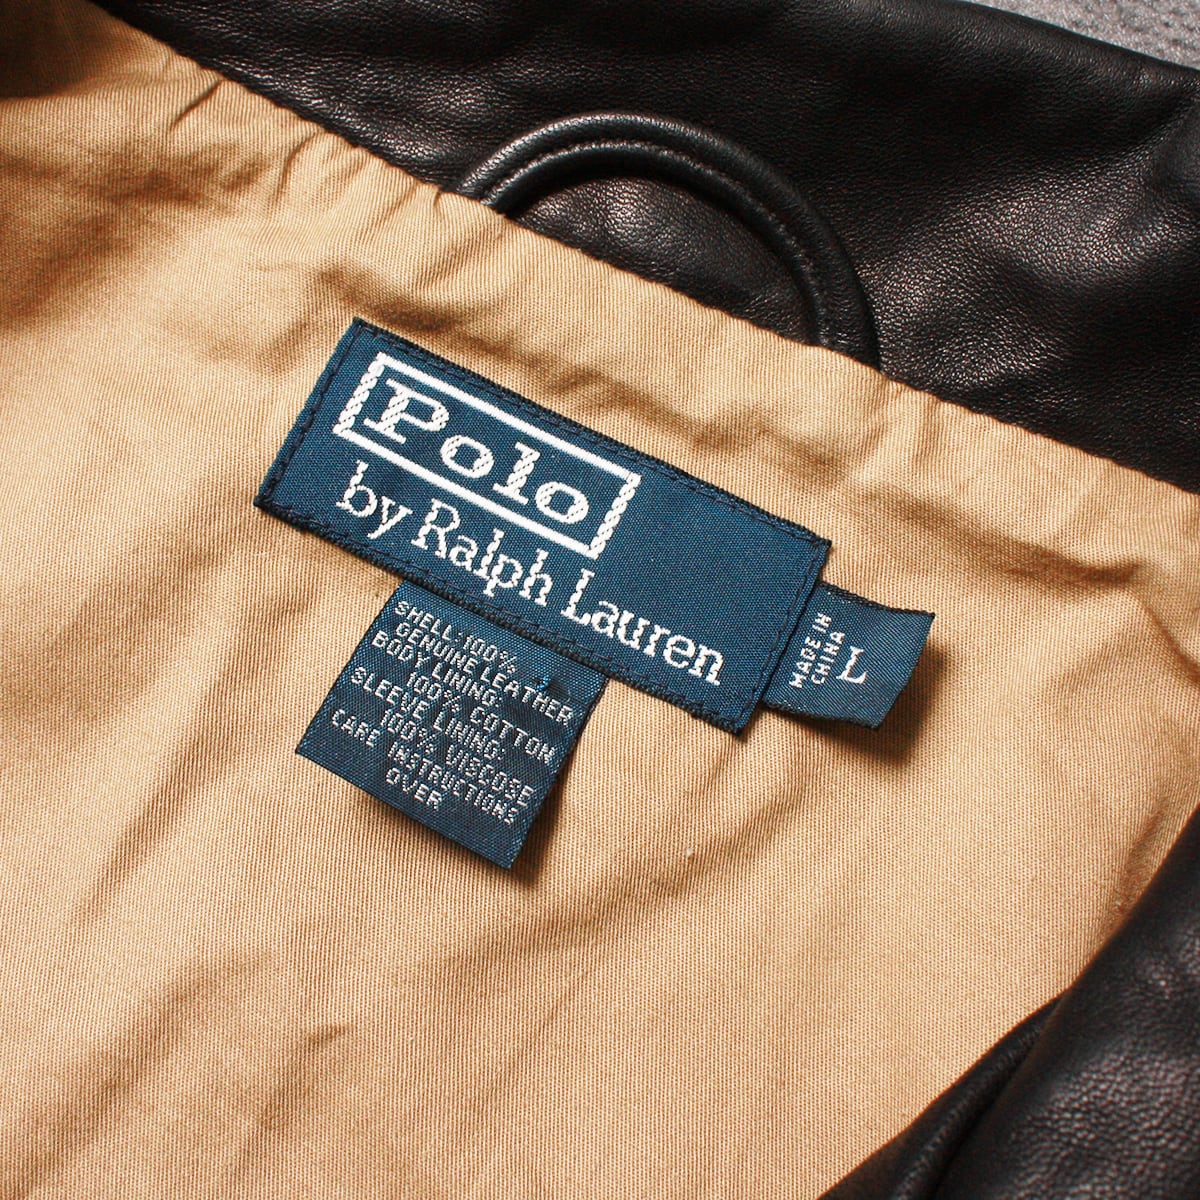 Polo
by Ralph Lauren
MADE IN
CHINA
L
SHELL:100%
GENUINE LEATHER
BODY LINING:
100% COTTON
SLEEVE LINING:
100% VISCOSE
CARE INSTRUCTIONS
OVER